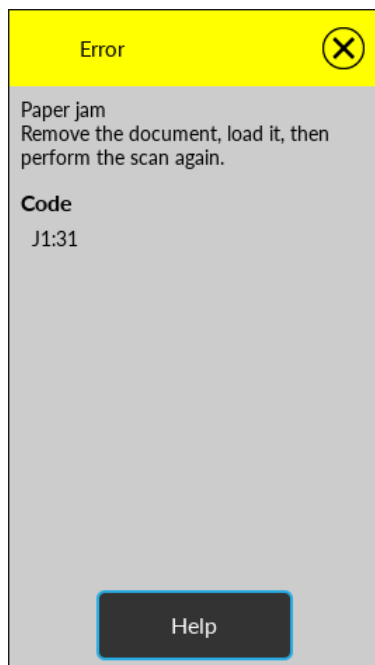 Error
Paper jam
Remove the document, load it, then
perform the scan again.
Code
J1:31
Help